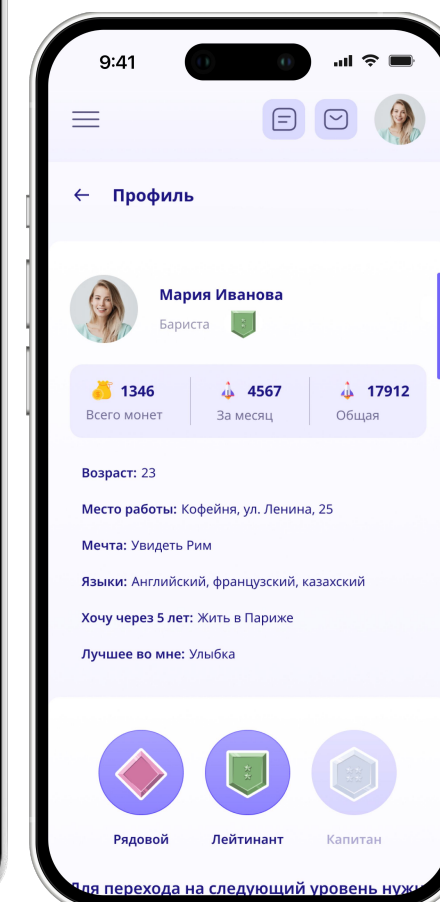 9:41
Профиль
Мария Иванова
Бариста
1346 4567 17912
Всего монет За месяц Общая
Возраст: 23
Место работы: Кофейня, ул. Ленина, 25
Мечта: Увидеть Рим
Языки: Английский, французский, казахский
Хочу через 5 лет: Жить в Париже
Лучшее во мне: Улыбка
Рядовой Лейтинант Капитан
Для перехода на следующий уровень